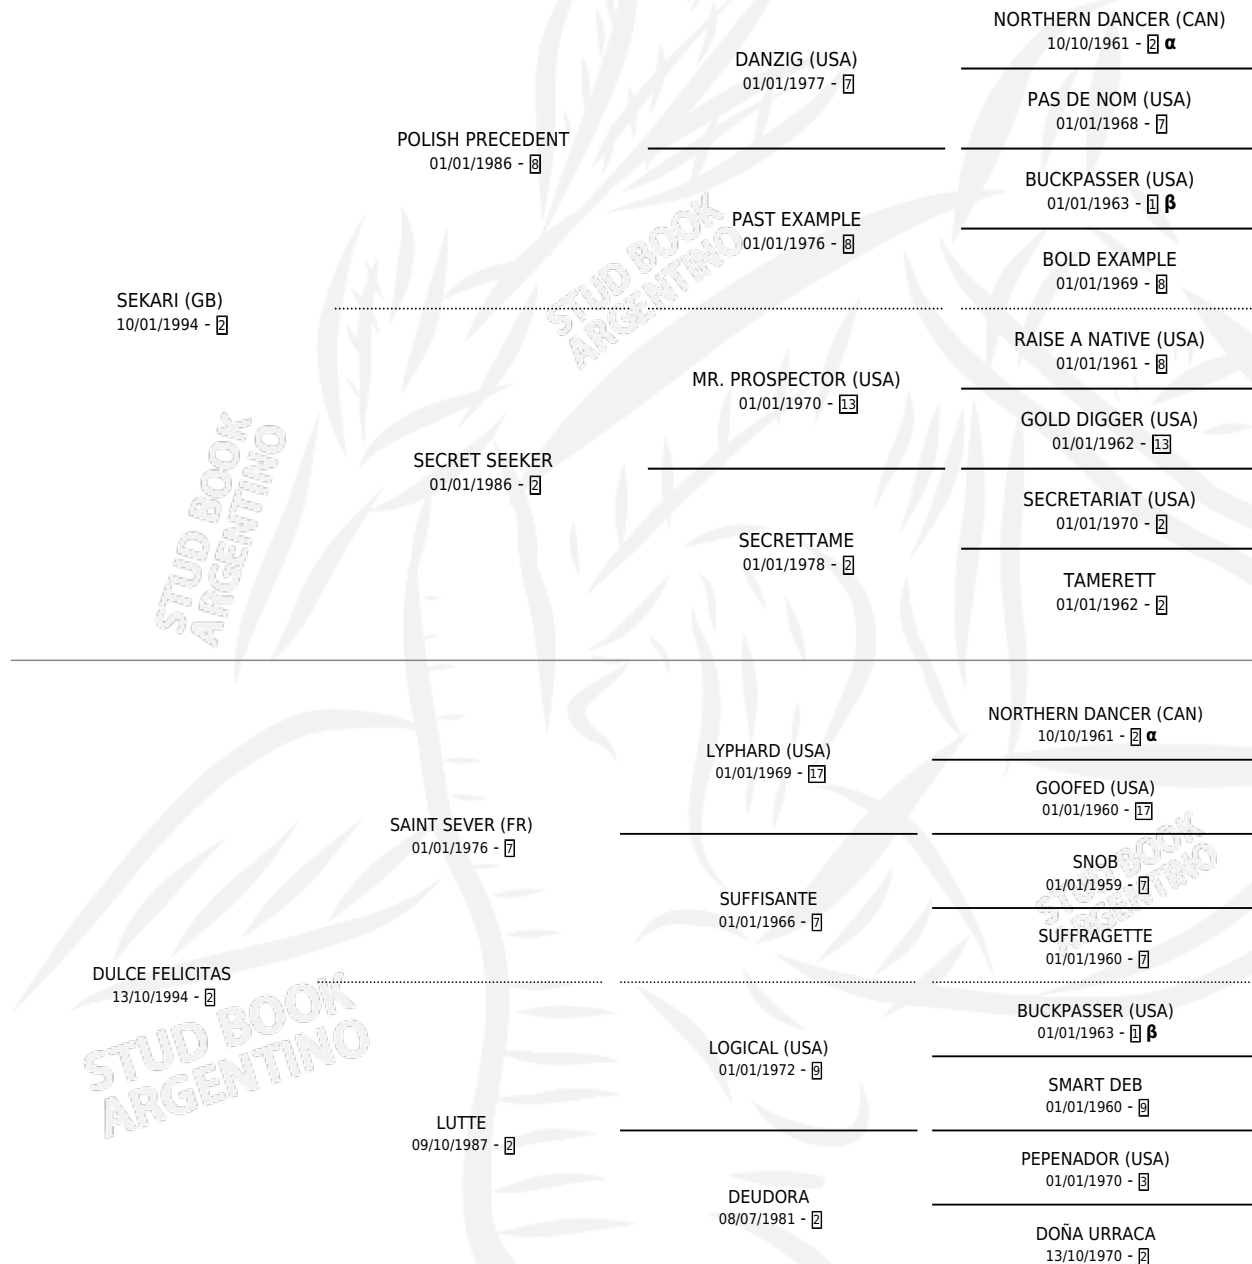 NORTHERN DANCER (CAN)
10/10/1961 - 2 α
DANZIG (USA)
01/01/1977 - 7
PAS DE NOM (USA)
01/01/1968 - 7
POLISH PRECEDENT
01/01/1986 - 8
BUCKPASSER (USA)
01/01/1963 - 1 β
PAST EXAMPLE
01/01/1976 - 8
BOLD EXAMPLE
01/01/1969 - 8
SEKARI (GB)
10/01/1994 - 2
RAISE A NATIVE (USA)
01/01/1961 - 8
MR. PROSPECTOR (USA)
01/01/1970 - 13
GOLD DIGGER (USA)
01/01/1962 - 13
SECRET SEEKER
01/01/1986 - 2
SECRETARIAT (USA)
01/01/1970 - 2
SECRETTAME
01/01/1978 - 2
TAMERETT
01/01/1962 - 2
NORTHERN DANCER (CAN)
10/10/1961 - 2 α
LYPHARD (USA)
01/01/1969 - 17
GOOFED (USA)
01/01/1960 - 17
SAINT SEVER (FR)
01/01/1976 - 7
SNOB
01/01/1959 - 7
SUFFISANTE
01/01/1966 - 7
SUFFRAGETTE
01/01/1960 - 7
DULCE FELICITAS
13/10/1994 - 2
BUCKPASSER (USA)
01/01/1963 - 1 β
LOGICAL (USA)
01/01/1972 - 9
SMART DEB
01/01/1960 - 9
LUTTE
09/10/1987 - 2
PEPENADOR (USA)
01/01/1970 - 3
DEUDORA
08/07/1981 - 2
DOÑA URRACA
13/10/1970 - 2
STUD BOOK
ARGENTINO
STUD BOOK
ARGENTINO
STUD BOOK
ARGENTINO
STUD BOOK
ARGENTINO